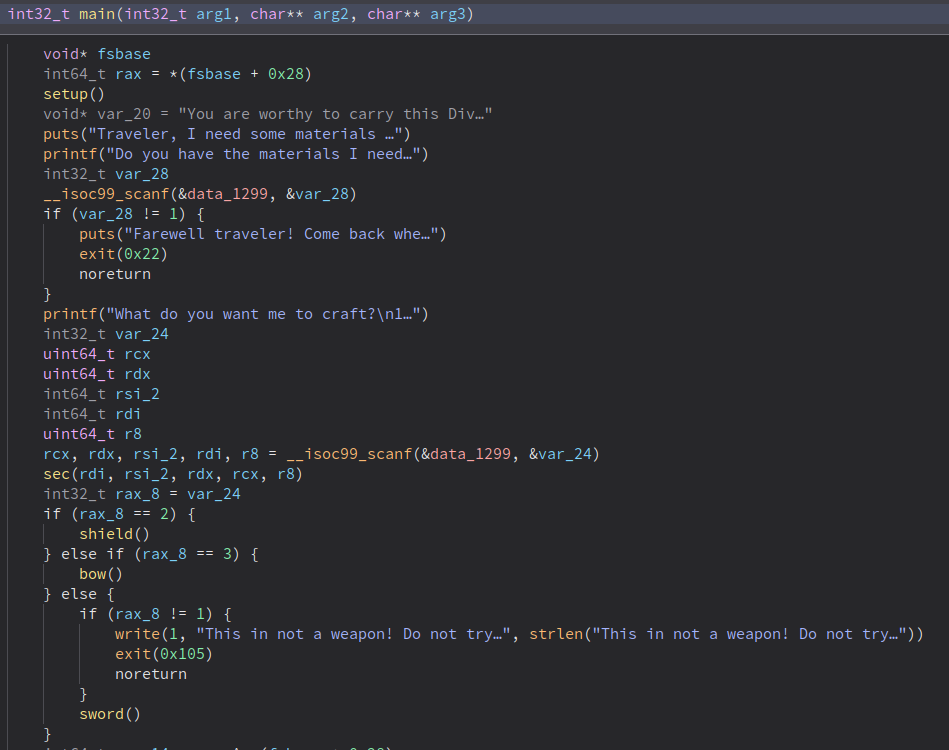 int32_t main(int32_t arg1, char** arg2, char** arg3)
void* fsbase
int64_t rax = *(fsbase + 0x28)
setup()
void* var_20 = "You are worthy to carry this Div…"
puts("Traveler, I need some materials …")
printf("Do you have the materials I need…")
int32_t var_28
__isoc99_scanf(&data_1299, &var_28)
if (var_28 != 1) {
puts("Farewell traveler! Come back whe…")
exit(0x22)
noreturn
}
printf("What do you want me to craft?\n1…")
int32_t var_24
uint64_t rcx
uint64_t rdx
int64_t rsi_2
int64_t rdi
uint64_t r8
rcx, rdx, rsi_2, rdi, r8 = __isoc99_scanf(&data_1299, &var_24)
sec(rdi, rsi_2, rdx, rcx, r8)
int32_t rax_8 = var_24
if (rax_8 == 2) {
shield()
} else if (rax_8 == 3) {
bow()
} else {
if (rax_8 != 1) {
write(1, "This in not a weapon! Do not try…", strlen("This in not a weapon! Do not try…"))
exit(0x105)
noreturn
}
sword()
}